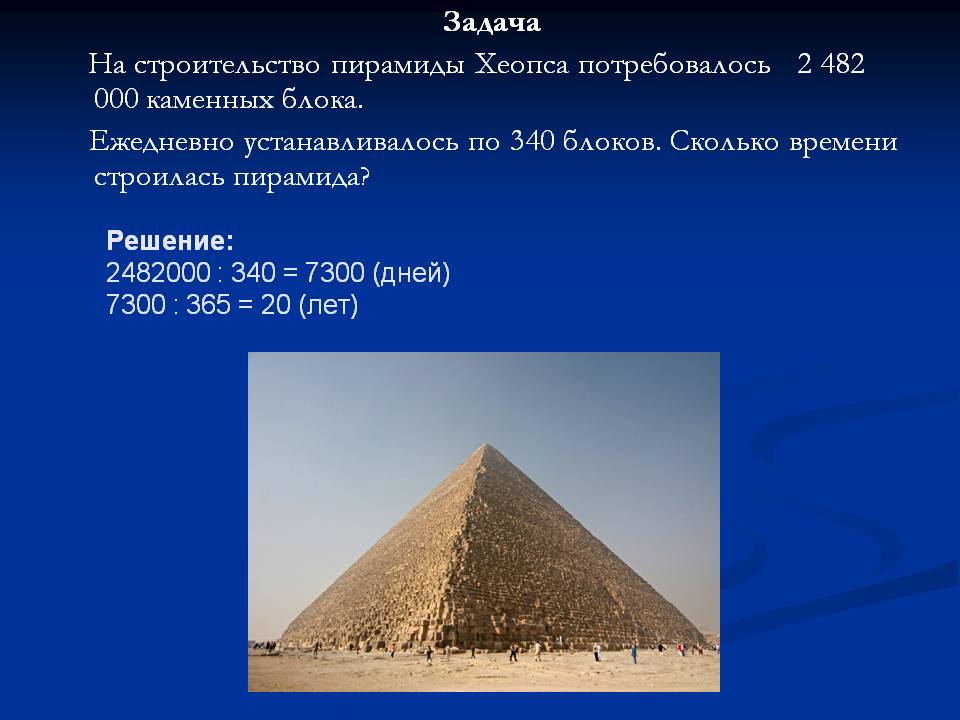 Задача
На строительство пирамиды Хеопса потребовалось 2 482
000 каменных блока.
Ежедневно устанавливалось по 340 блоков. Сколько времени
строилась пирамида?
Решение:
2482000 : 340 = 7300 (дней)
7300 : 365 = 20 (лет)